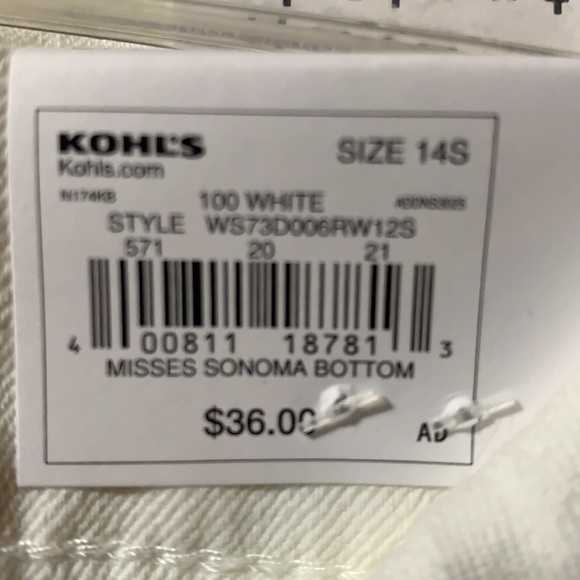 KOHL'S
SIZE 14S
Kohls.com
N174KB
100 WHITE
STYLE WS73D006RW12S
571 20 21
4 00811 18781 3
MISSES SONOMA BOTTOM
$36.00
AD